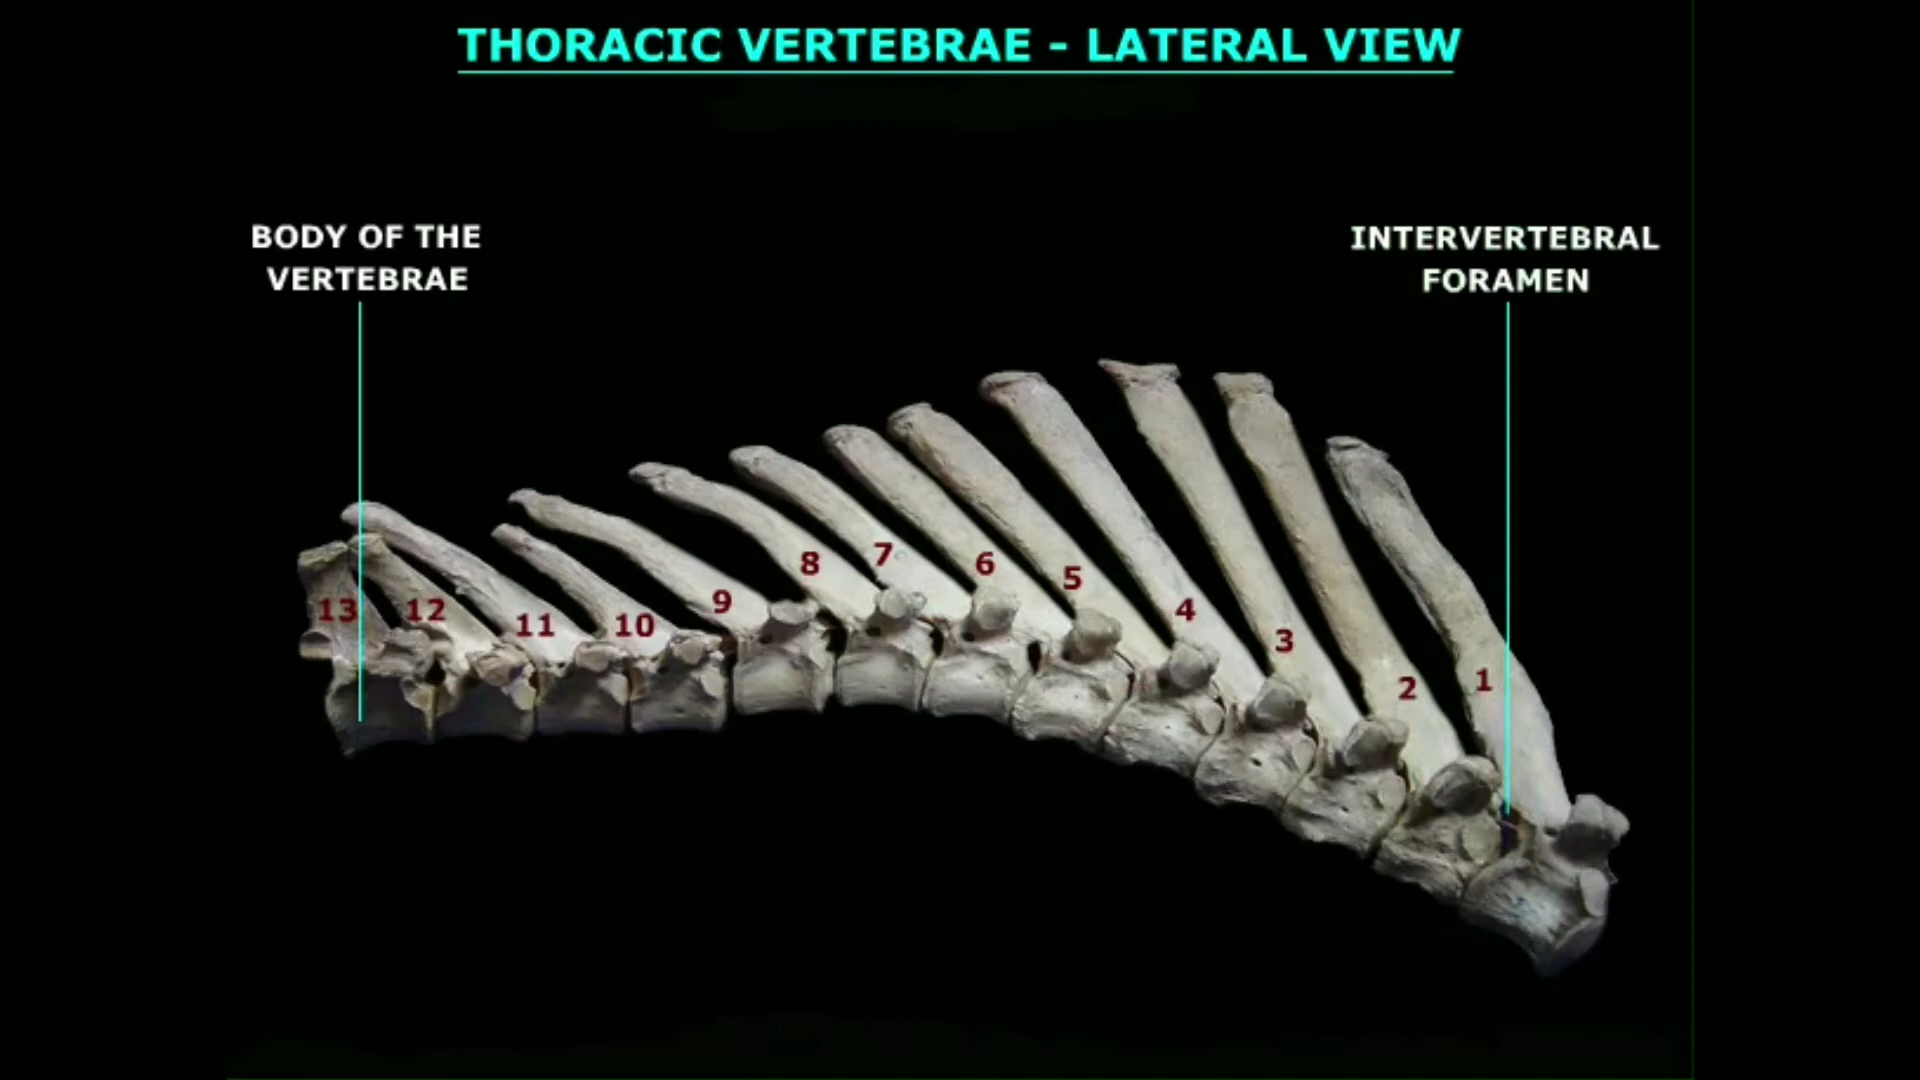 THORACIC VERTEBRAE - LATERAL VIEW
BODY OF THE
VERTEBRAE
INTERVERTEBRAL
FORAMEN
13
12
11
10
9
8
7
6
5
4
3
2
1